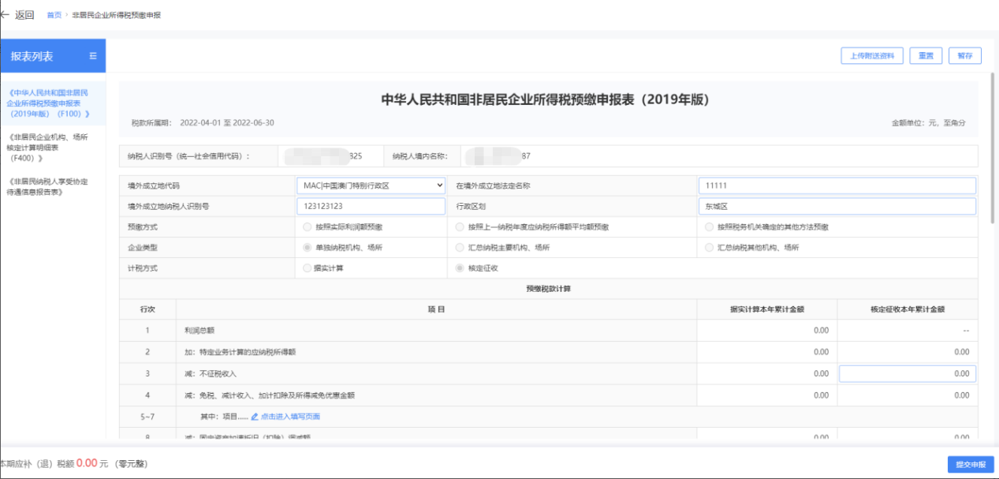 ← 返回 首页 › 非居民企业所得税预缴申报
报表列表
上传附送资料 重置 暂存
《中华人民共和国非居民
企业所得税预缴申报表
（2019年版）（F100）》
《非居民企业机构、场所
核定计算明细表
（F400）》
《非居民纳税人享受协定
待遇信息报告表》
中华人民共和国非居民企业所得税预缴申报表（2019年版）
税款所属期： 2022-04-01 至 2022-06-30 金额单位：元，至角分
纳税人识别号（统一社会信用代码）： 325 纳税人境内名称： 87
境外成立地代码 MAC|中国澳门特别行政区 在境外成立地法定名称 11111
境外成立地纳税人识别号 123123123 行政区划 东城区
预缴方式 按照实际利润额预缴 按照上一纳税年度应纳税所得额平均额预缴 按照税务机关确定的其他方法预缴
企业类型 单独纳税机构、场所 汇总纳税主要机构、场所 汇总纳税其他机构、场所
计税方式 据实计算 核定征收
预缴税款计算
行次 项 目 据实计算本年累计金额 核定征收本年累计金额
1 利润总额 0.00 --
2 加：特定业务计算的应纳税所得额 0.00 0.00
3 减：不征税收入 0.00 0.00
4 减：免税、减计收入、加计扣除及所得减免优惠金额 0.00 0.00
5~7 其中：项目...... 点击进入填写页面
8 减：固定资产加速折旧（扣除）调减额 0.00 0.00
本期应补（退）税额 0.00 元 （零元整）
提交申报